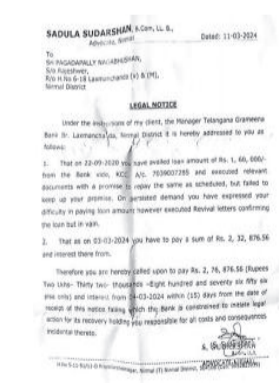 SADULA SUDARSHAN, B.Com, LL. B.,
Advocate, Nirmal
Dated: 11-03-2024
To
Sri PAGADAPALLY NAGABHUSHAN,
S/o Rajeshwer,
R/o H.No 6-18 Laxmanchanda (v) & (M),
Nirmal District
LEGAL NOTICE
Under the instructions of my client, the Manager Telangana Grameena
Bank Br. Laxmanchanda, Nirmal District it is hereby addressed to you as
follows:
1. That on 22-09-2020 you have availed loan amount of Rs. 1, 60, 000/-
from the Bank vide, KCC A/c. 7039007285 and executed relevant
documents with a promise to repay the same as scheduled, but failed to
keep up your promise. On persisted demand you have expressed your
difficulty in paying loan amount however executed Revival letters confirming
the loan but in vain.
2. That as on 03-03-2024 you have to pay a sum of Rs. 2, 32, 876.56
and interest there from.
Therefore you are hereby called upon to pay Rs. 2, 876.56 (Rupees
Two Lkhs- Thirty two- thousands -Eight hundred and seventy six fifty six
plus only) and interest from -03-2024 within (15) days from the date of
receipt of this notice failing which the Bank is constrained to initiate legal
action for its recovery holding you responsible for all costs and consequences
incidental thereto.
ADVOCATE